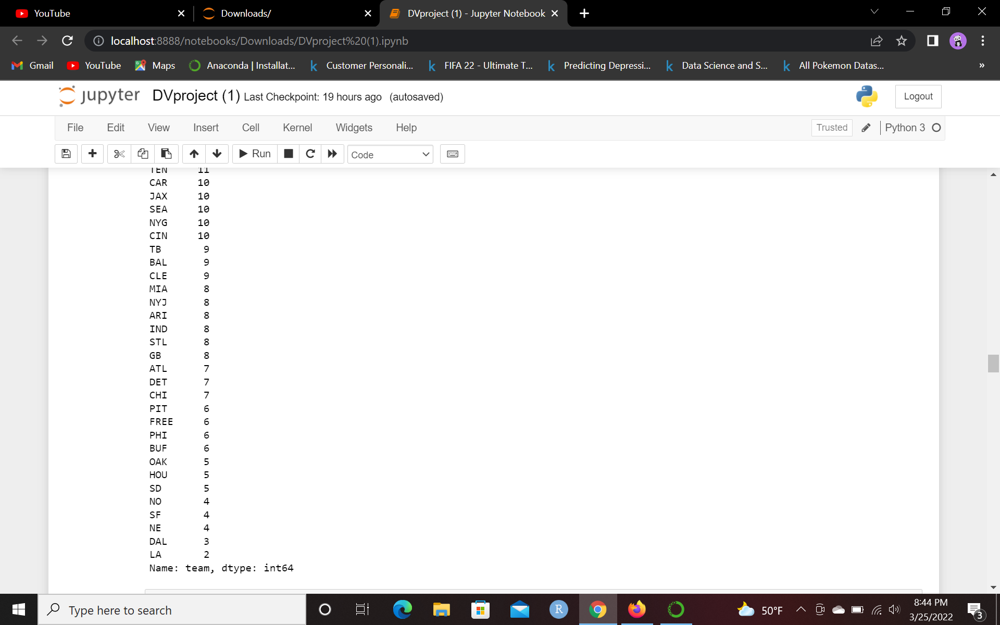 YouTube
Downloads/
DVproject (1) - Jupyter Notebook
localhost:8888/notebooks/Downloads/DVproject%20(1).ipynb
Gmail YouTube Maps Anaconda | Installat... Customer Personali... FIFA 22 - Ultimate T... Predicting Depressi... Data Science and S... All Pokemon Datas... »
jupyter DVproject (1) Last Checkpoint: 19 hours ago (autosaved)
Logout
File Edit View Insert Cell Kernel Widgets Help
Trusted Python 3
Run Code
TEN 11
CAR 10
JAX 10
SEA 10
NYG 10
CIN 10
TB 9
BAL 9
CLE 9
MIA 8
NYJ 8
ARI 8
IND 8
STL 8
GB 8
ATL 7
DET 7
CHI 7
PIT 6
FREE 6
PHI 6
BUF 6
OAK 5
HOU 5
SD 5
NO 4
SF 4
NE 4
DAL 3
LA 2
Name: team, dtype: int64
Type here to search
R
50°F
8:44 PM
3/25/2022
3